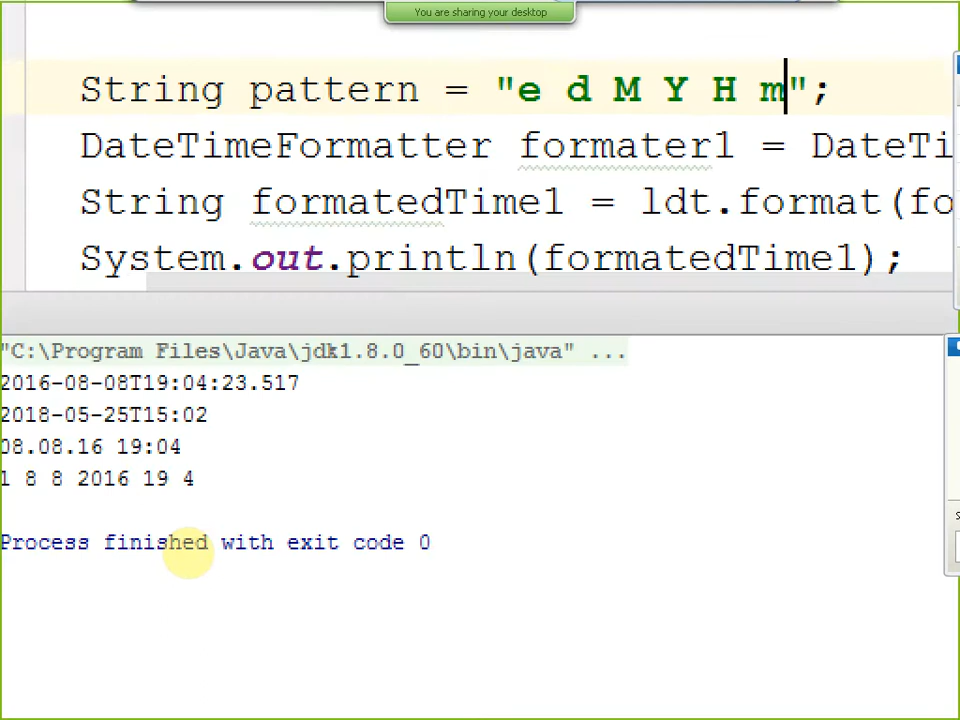 You are sharing your desktop
String pattern = "e d M Y H m";
DateTimeFormatter formater1 = DateTi
String formatedTime1 = ldt.format(fo
System.out.println(formatedTime1);
"C:\Program Files\Java\jdk1.8.0_60\bin\java" ...
2016-08-08T19:04:23.517
2018-05-25T15:02
08.08.16 19:04
1 8 8 2016 19 4
Process finished with exit code 0